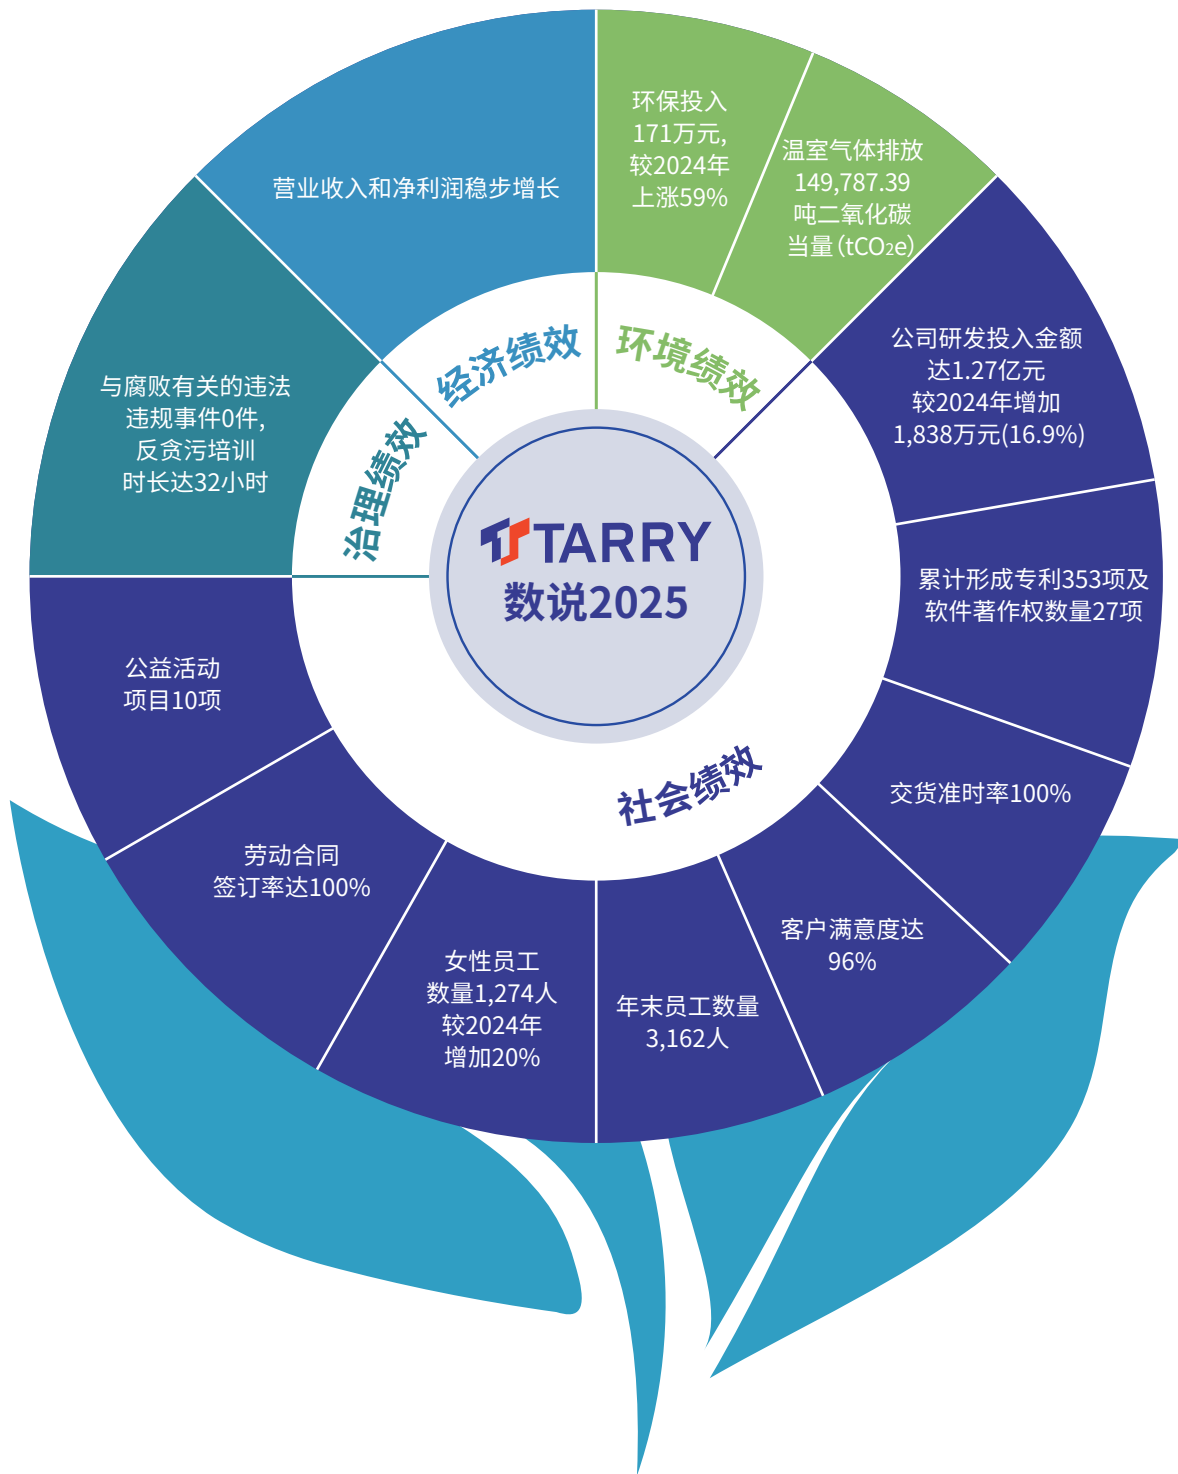 TARRY
数说2025
经济绩效
营业收入和净利润稳步增长
环境绩效
环保投入
171万元,
较2024年
上涨59%
温室气体排放
149,787.39
吨二氧化碳
当量（tCO₂e）
社会绩效
公司研发投入金额
达1.27亿元
较2024年增加
1,838万元(16.9%)
累计形成专利353项及
软件著作权数量27项
交货准时率100%
客户满意度达
96%
年末员工数量
3,162人
女性员工
数量1,274人
较2024年
增加20%
劳动合同
签订率达100%
公益活动
项目10项
治理绩效
与腐败有关的违法
违规事件0件,
反贪污培训
时长达32小时